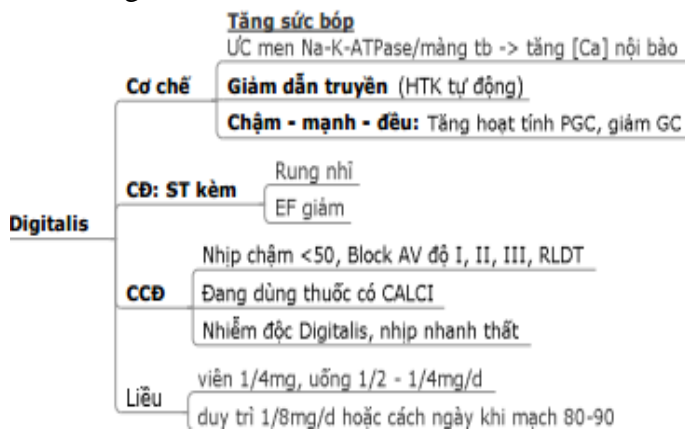 Tăng sức bóp
ƯC men Na-K-ATPase/màng tb -> tăng [Ca] nội bào
Cơ chế
Giảm dẫn truyền (HTK tự động)
Chậm - mạnh - đều: Tăng hoạt tính PGC, giảm GC
Rung nhĩ
CĐ: ST kèm
EF giảm
Digitalis
Nhịp chậm <50, Block AV độ I, II, III, RLDT
CCĐ
Đang dùng thuốc có CALCI
Nhiễm độc Digitalis, nhịp nhanh thất
viên 1/4mg, uống 1/2 - 1/4mg/d
Liều
duy trì 1/8mg/d hoặc cách ngày khi mạch 80-90